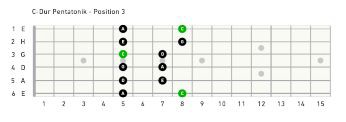 C-Dur Pentatonik - Position 3
1 E A C
2 H E G
3 G C D
4 D G A
5 A D E
6 E A C
1 2 3 4 5 6 7 8 9 10 11 12 13 14 15